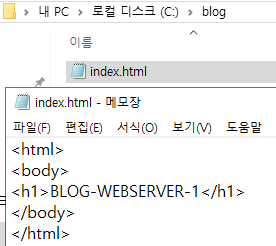 내 PC > 로컬 디스크 (C:) > blog
이름
index.html
index.html - 메모장
파일(F) 편집(E) 서식(O) 보기(V) 도움말
<html>
<body>
<h1>BLOG-WEBSERVER-1</h1>
</body>
</html>